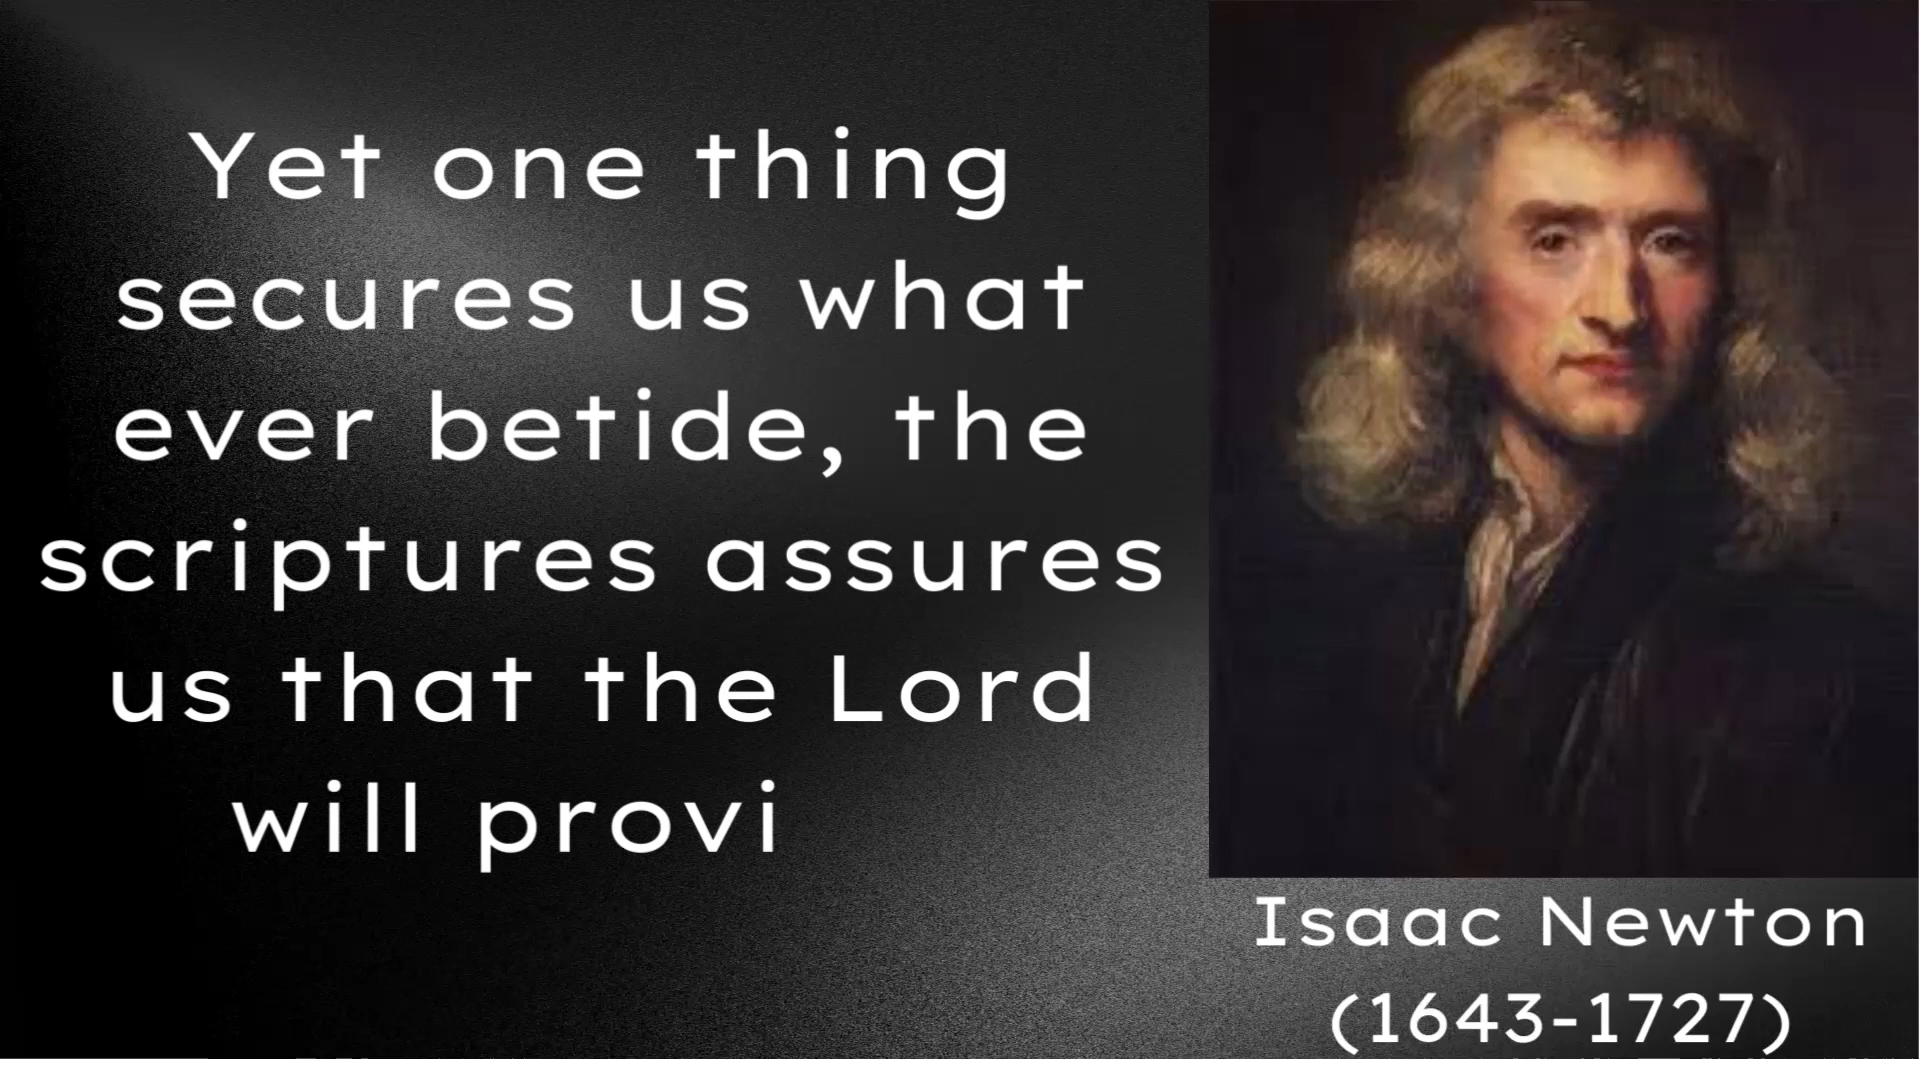 Yet one thing
secures us what
ever betide, the
scriptures assures
us that the Lord
will provi
Isaac Newton
(1643-1727)